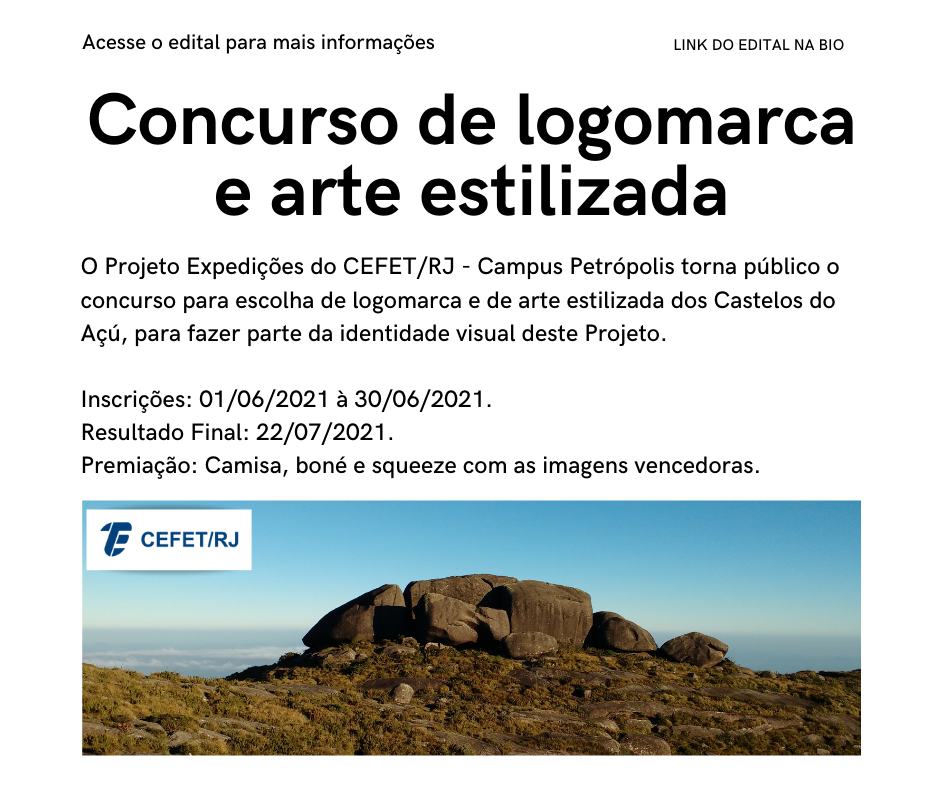 Acesse o edital para mais informações
LINK DO EDITAL NA BIO
Concurso de logomarca
e arte estilizada
O Projeto Expedições do CEFET/RJ - Campus Petrópolis torna público o
concurso para escolha de logomarca e de arte estilizada dos Castelos do
Açú, para fazer parte da identidade visual deste Projeto.
Inscrições: 01/06/2021 à 30/06/2021.
Resultado Final: 22/07/2021.
Premiação: Camisa, boné e squeeze com as imagens vencedoras.
CEFET/RJ